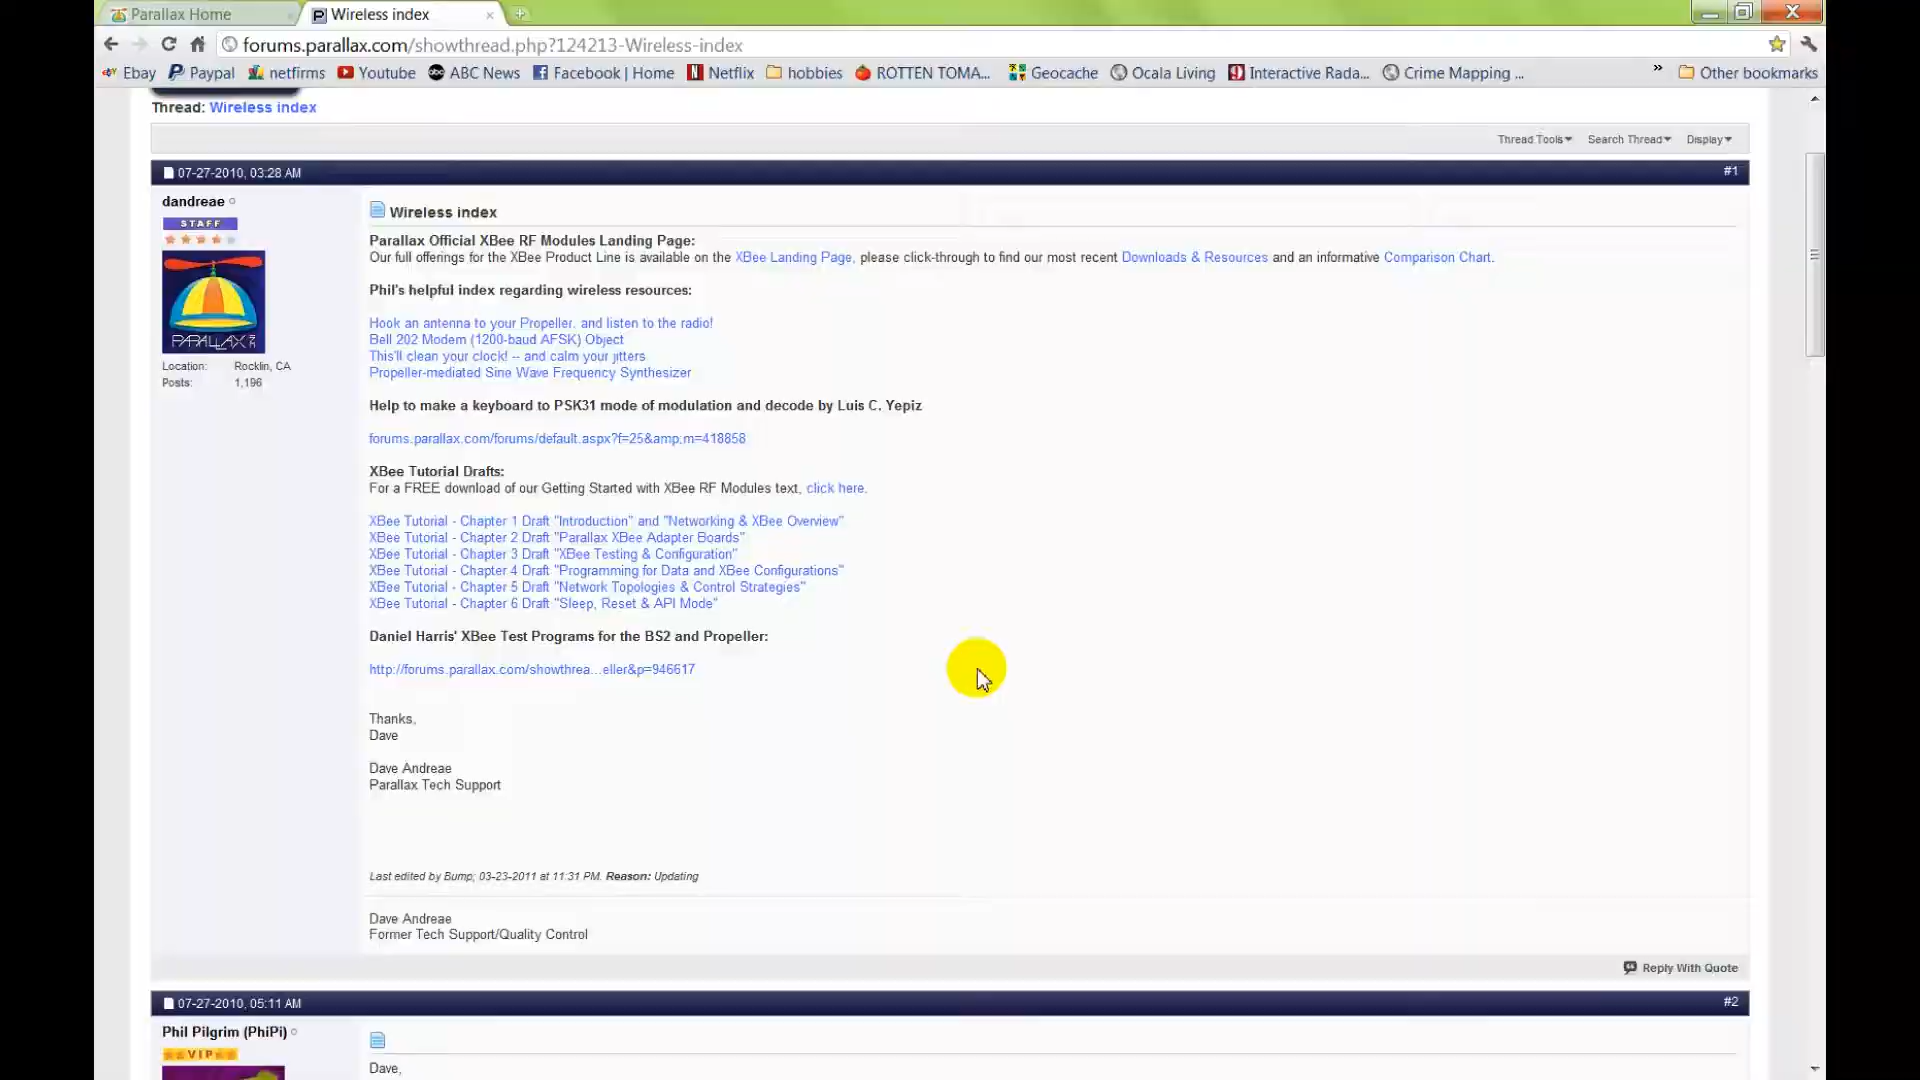 Parallax Home
Wireless index
forums.parallax.com/showthread.php?124213-Wireless-index
Ebay Paypal netfirms Youtube ABC News Facebook | Home Netflix hobbies ROTTEN TOMA... Geocache Ocala Living Interactive Rada... Crime Mapping ... » Other bookmarks
Thread: Wireless index
Thread Tools Search Thread Display
07-27-2010, 03:28 AM #1
dandreae
STAFF
PARALLAX
Location: Rocklin, CA
Posts: 1,196
Wireless index
Parallax Official XBee RF Modules Landing Page:
Our full offerings for the XBee Product Line is available on the XBee Landing Page, please click-through to find our most recent Downloads & Resources and an informative Comparison Chart.
Phil's helpful index regarding wireless resources:
Hook an antenna to your Propeller, and listen to the radio!
Bell 202 Modem (1200-baud AFSK) Object
This'll clean your clock! -- and calm your jitters
Propeller-mediated Sine Wave Frequency Synthesizer
Help to make a keyboard to PSK31 mode of modulation and decode by Luis C. Yepiz
forums.parallax.com/forums/default.aspx?f=25&amp;m=418858
XBee Tutorial Drafts:
For a FREE download of our Getting Started with XBee RF Modules text, click here.
XBee Tutorial - Chapter 1 Draft "Introduction" and "Networking & XBee Overview"
XBee Tutorial - Chapter 2 Draft "Parallax XBee Adapter Boards"
XBee Tutorial - Chapter 3 Draft "XBee Testing & Configuration"
XBee Tutorial - Chapter 4 Draft "Programming for Data and XBee Configurations"
XBee Tutorial - Chapter 5 Draft "Network Topologies & Control Strategies"
XBee Tutorial - Chapter 6 Draft "Sleep, Reset & API Mode"
Daniel Harris' XBee Test Programs for the BS2 and Propeller:
http://forums.parallax.com/showthrea...eller&p=946617
Thanks,
Dave
Dave Andreae
Parallax Tech Support
Last edited by Bump; 03-23-2011 at 11:31 PM. Reason: Updating
Dave Andreae
Former Tech Support/Quality Control
Reply With Quote
07-27-2010, 05:11 AM #2
Phil Pilgrim (PhiPi)
VIP
Dave,